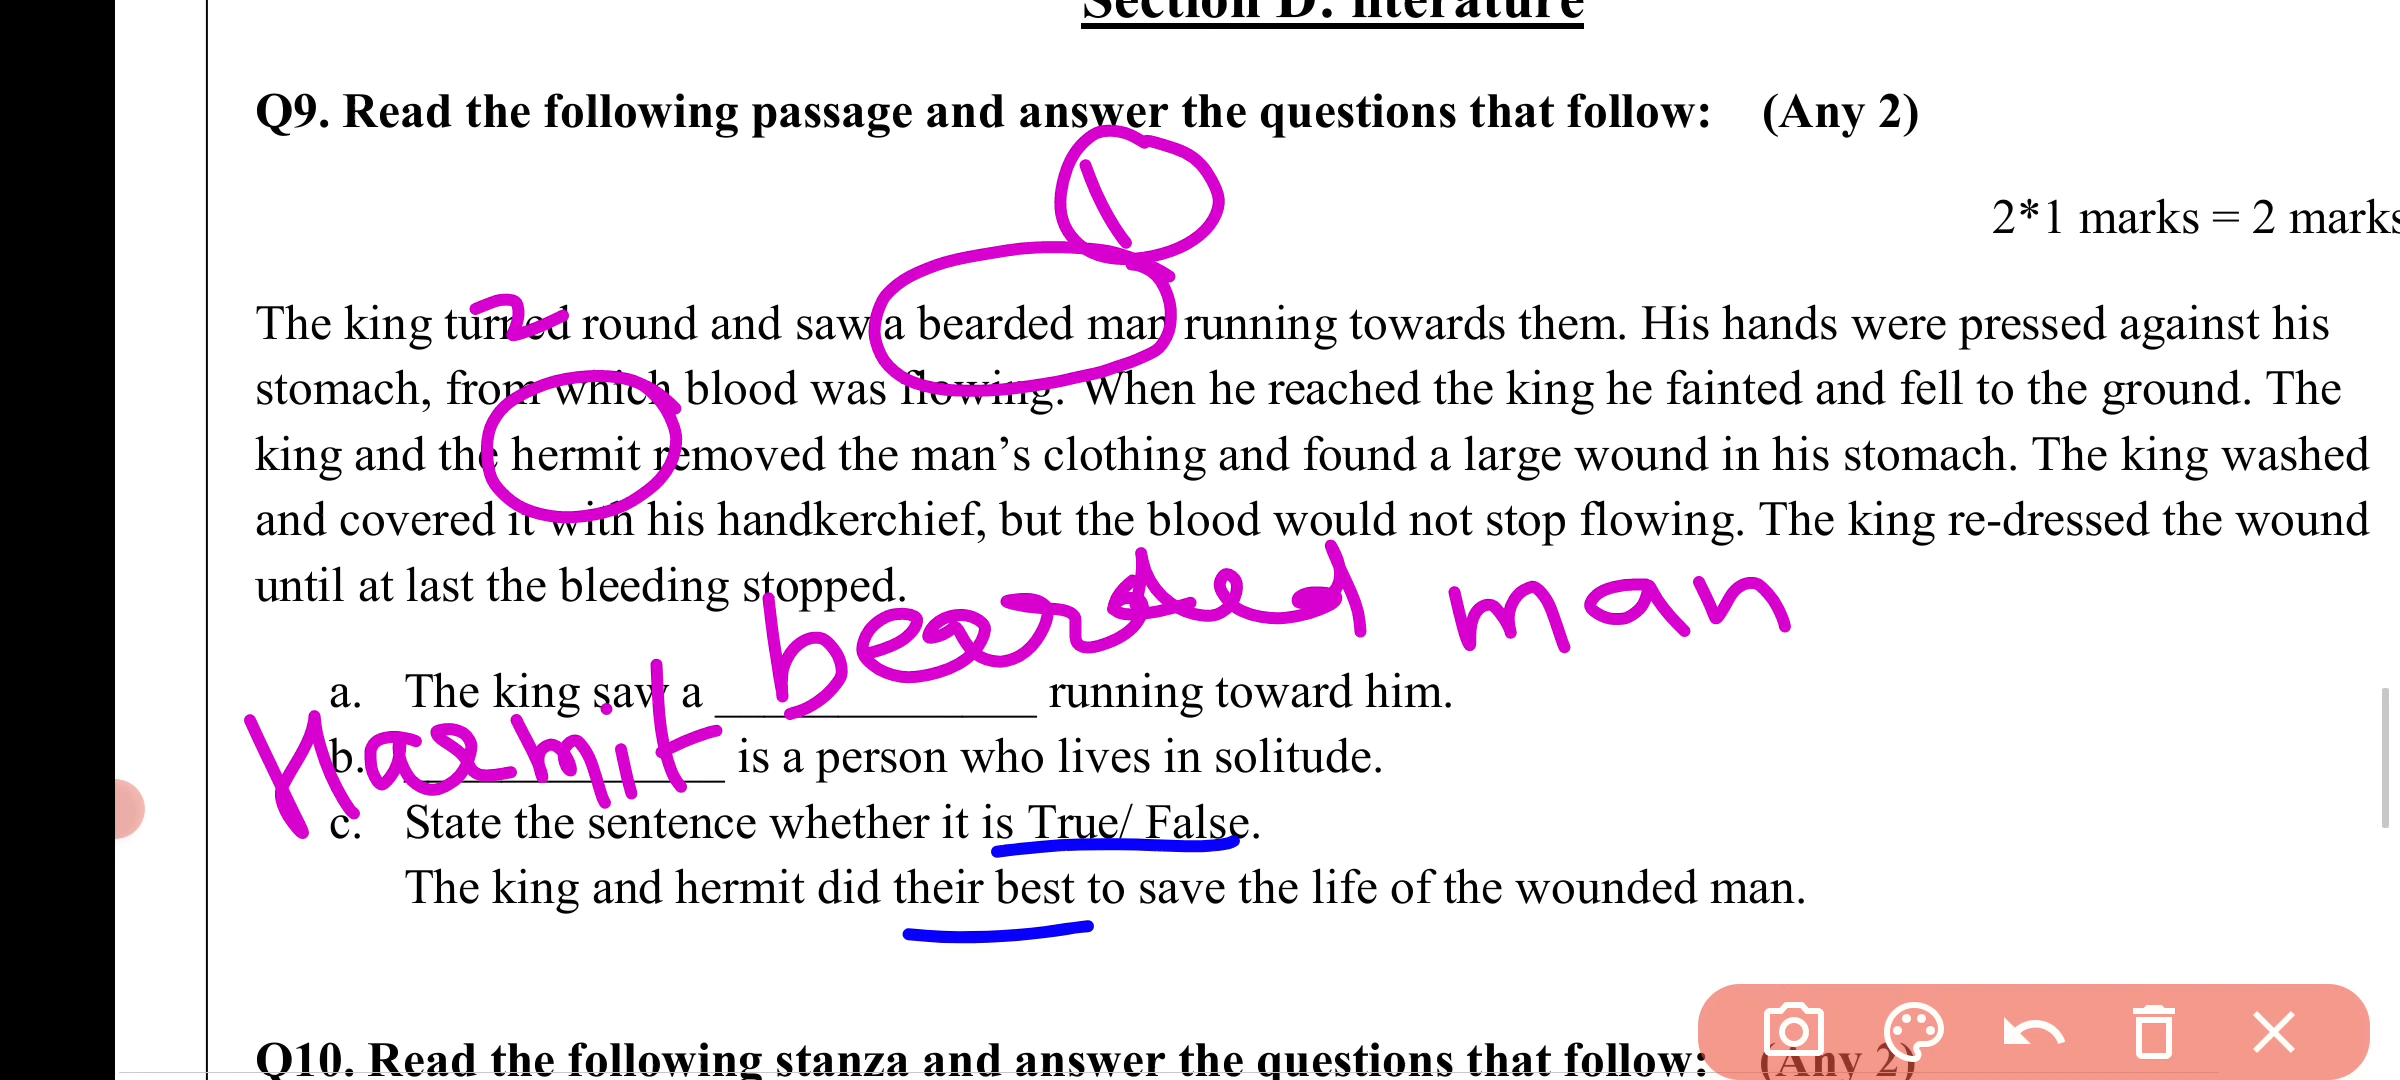 Section D: literature
Q9. Read the following passage and answer the questions that follow: (Any 2)
1
2*1 marks = 2 marks
2
The king turned round and saw a bearded man running towards them. His hands were pressed against his
stomach, from which blood was flowing. When he reached the king he fainted and fell to the ground. The
king and the hermit removed the man’s clothing and found a large wound in his stomach. The king washed
and covered it with his handkerchief, but the blood would not stop flowing. The king re-dressed the wound
until at last the bleeding stopped.
bearded man
a. The king saw a _____________ running toward him.
Harmit
b. _____________ is a person who lives in solitude.
c. State the sentence whether it is True/ False.
The king and hermit did their best to save the life of the wounded man.
Q10. Read the following stanza and answer the questions that follow: (Any 2)